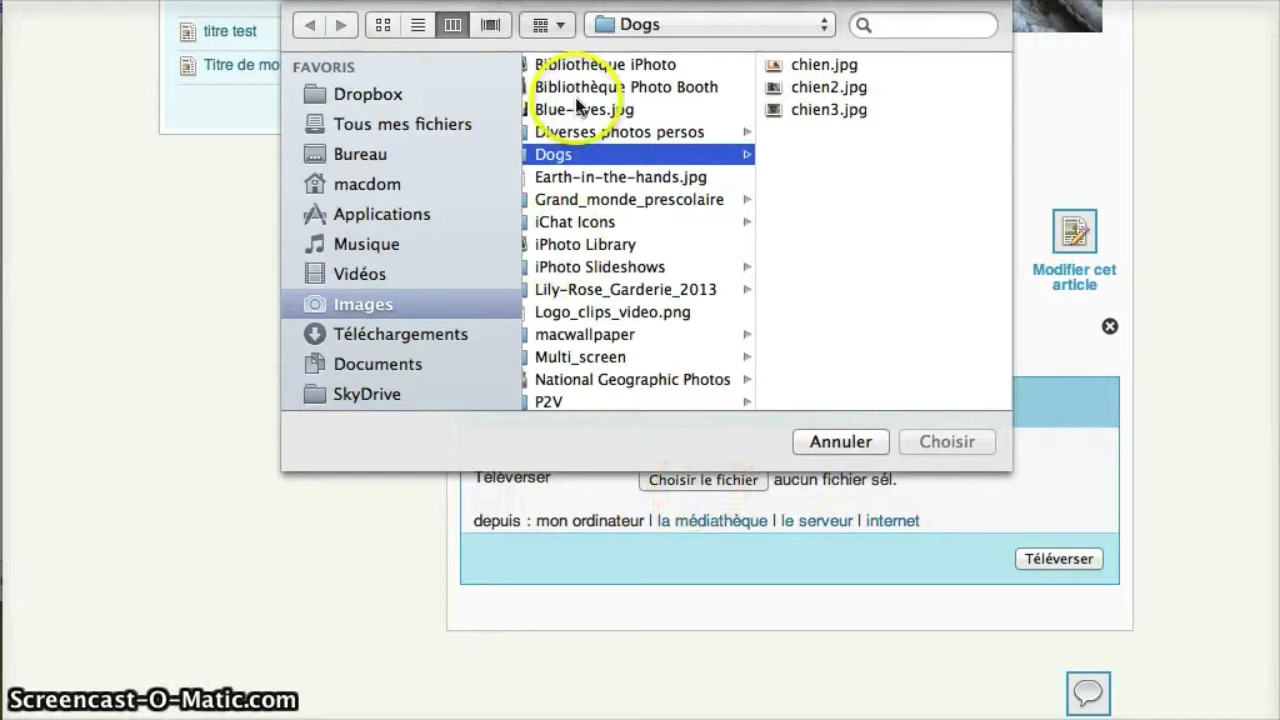 titre test
Titre de mo
Dogs
FAVORIS
Dropbox
Tous mes fichiers
Bureau
macdom
Applications
Musique
Vidéos
Images
Téléchargements
Documents
SkyDrive
Bibliothèque iPhoto
Bibliothèque Photo Booth
Blue-eyes.jpg
Diverses photos persos
Dogs
Earth-in-the-hands.jpg
Grand_monde_prescolaire
iChat Icons
iPhoto Library
iPhoto Slideshows
Lily-Rose_Garderie_2013
Logo_clips_video.png
macwallpaper
Multi_screen
National Geographic Photos
P2V
chien.jpg
chien2.jpg
chien3.jpg
Annuler
Choisir
Modifier cet
article
Téléverser
Choisir le fichier
aucun fichier sél.
depuis : mon ordinateur | la médiathèque | le serveur | internet
Téléverser
Screencast-O-Matic.com